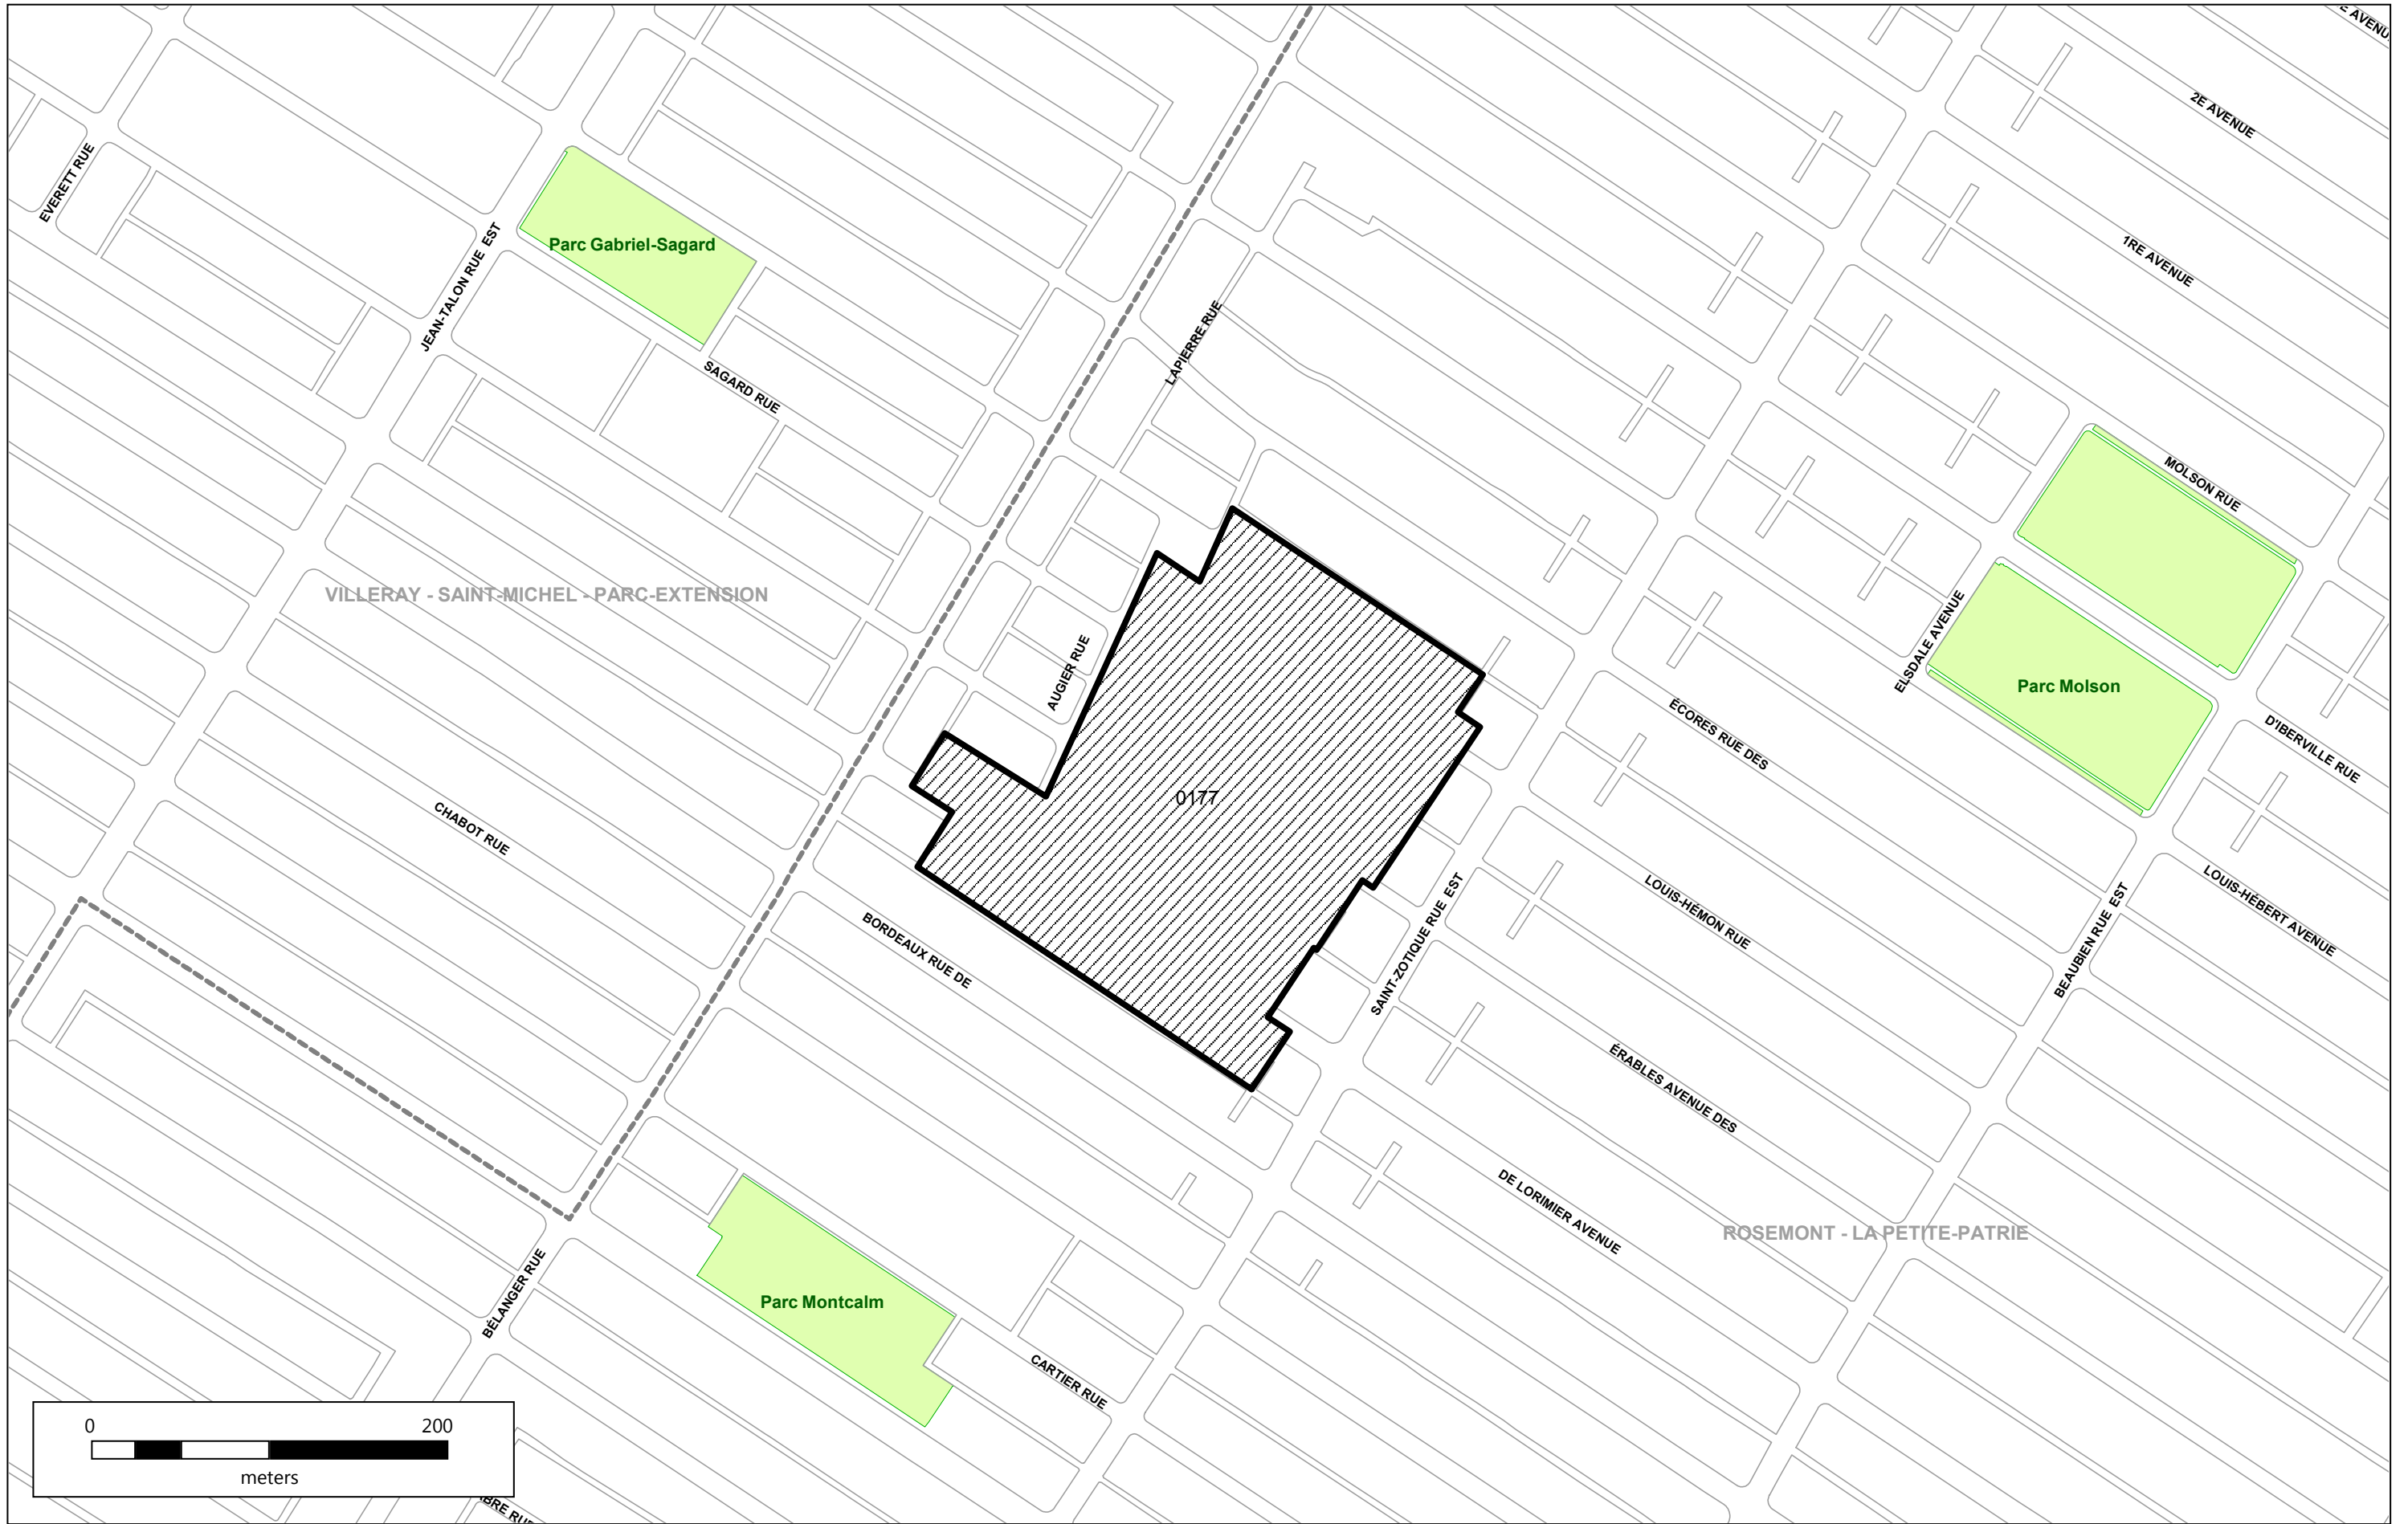 E AVENU
2E AVENUE
EVERETT RUE
1RE AVENUE
Parc Gabriel-Sagard
JEAN-TALON RUE EST
LAPIERRE RUE
SAGARD RUE
MOLSON RUE
VILLERAY - SAINT-MICHEL - PARC-EXTENSION
ELSDALE AVENUE
AUGIER RUE
Parc Molson
ÉCORES RUE DES
D'IBERVILLE RUE
0177
CHABOT RUE
LOUIS-HÉMON RUE
LOUIS-HÉBERT AVENUE
BORDEAUX RUE DE
SAINT-ZOTIQUE RUE EST
BEAUBIEN RUE EST
ÉRABLES AVENUE DES
DE LORIMIER AVENUE
ROSEMONT - LA PETITE-PATRIE
BÉLANGER RUE
Parc Montcalm
CARTIER RUE
0 200
meters
BRE RU